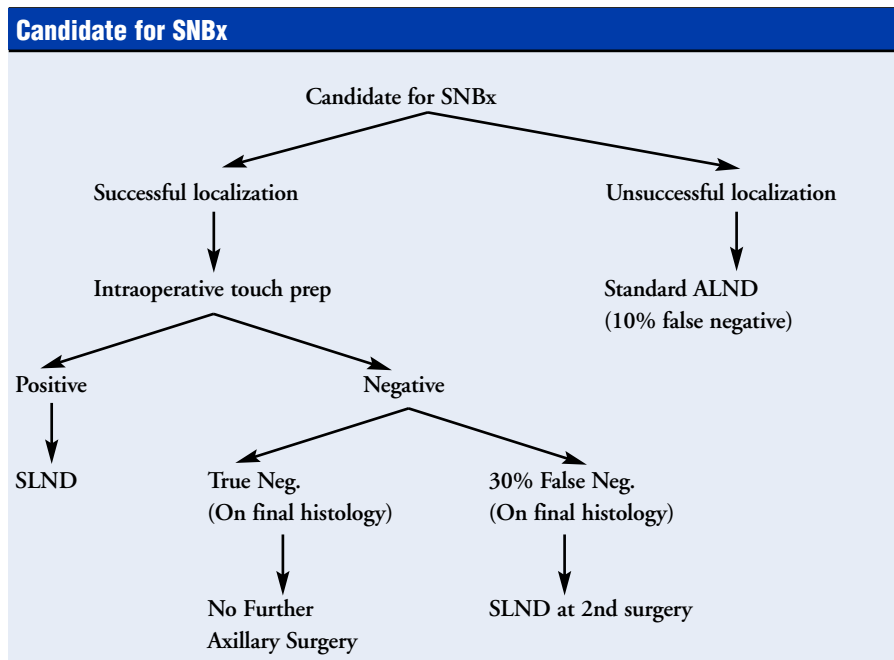 Candidate for SNBx
Candidate for SNBx
Successful localization
Unsuccessful localization
Intraoperative touch prep
Standard ALND
(10% false negative)
Positive
Negative
SLND
True Neg.
(On final histology)
30% False Neg.
(On final histology)
No Further
Axillary Surgery
SLND at 2nd surgery